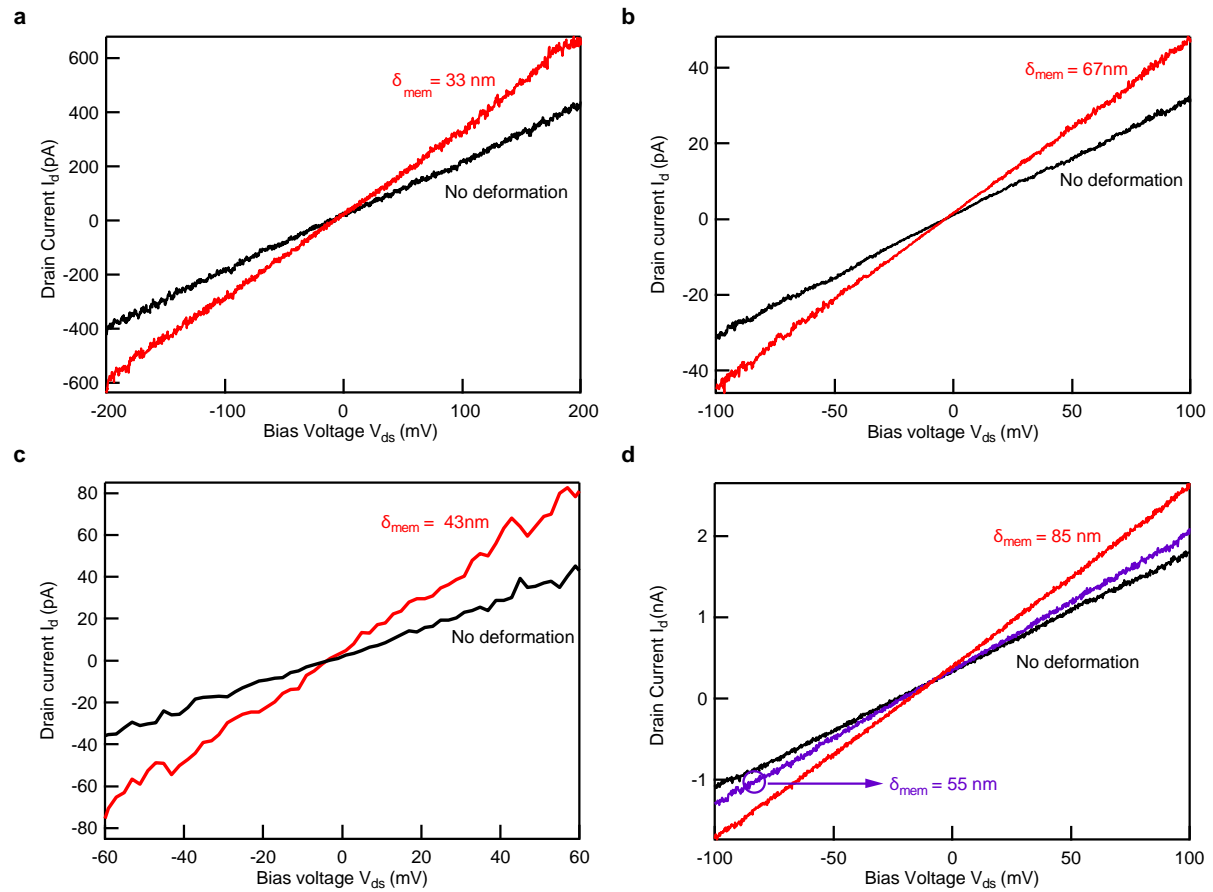 a
600
400
200
0
-200
-400
-600
Drain Current I_d (pA)
δ_mem = 33 nm
No deformation
-200 -100 0 100 200
Bias Voltage V_ds (mV)
b
40
20
0
-20
-40
Drain current I_d (pA)
δ_mem = 67nm
No deformation
-100 -50 0 50 100
Bias voltage V_ds (mV)
c
80
60
40
20
0
-20
-40
-60
-80
Drain current I_d (pA)
δ_mem = 43nm
No deformation
-60 -40 -20 0 20 40 60
Bias voltage V_ds (mV)
d
2
1
0
-1
Drain Current I_d (nA)
δ_mem = 85 nm
No deformation
δ_mem = 55 nm
-100 -50 0 50 100
Bias voltage V_ds (mV)